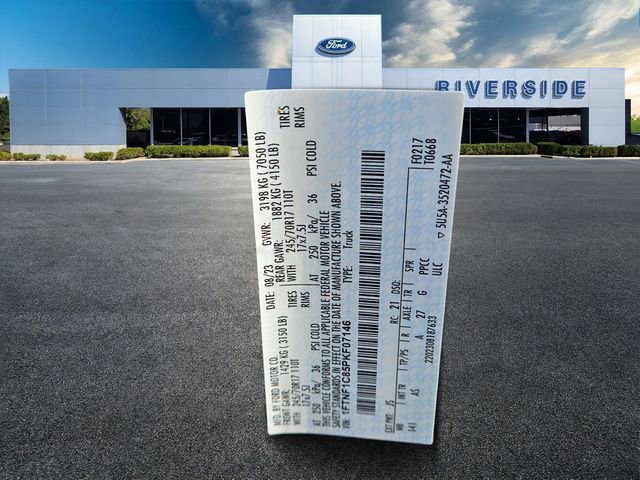 Ford
RIVERSIDE
MFD. BY FORD MOTOR CO.
DATE: 08/23 GVWR: 3198 KG ( 7050 LB)
FRONT GAWR: 1429 KG ( 3150 LB)
REAR GAWR: 1882 KG ( 4150 LB)
WITH 245/70R17 110T TIRES
17x7.5J RIMS
AT 250 kPa/ 36 PSI COLD
WITH 245/70R17 110T TIRES
17x7.5J RIMS
AT 250 kPa/ 36 PSI COLD
THIS VEHICLE CONFORMS TO ALL APPLICABLE FEDERAL MOTOR VEHICLE
SAFETY STANDARDS IN EFFECT ON THE DATE OF MANUFACTURE SHOWN ABOVE.
VIN: 1FTNF1C85PKF07146 TYPE: Truck
F0217
T0668
EXT PNT: JS RC: 21 DSO:
WB INT TR TP/PS R AXLE TR SPR
141 AS A 27 G PPCC
2202308187633 ULC
▽ 5U5A-3520472-AA